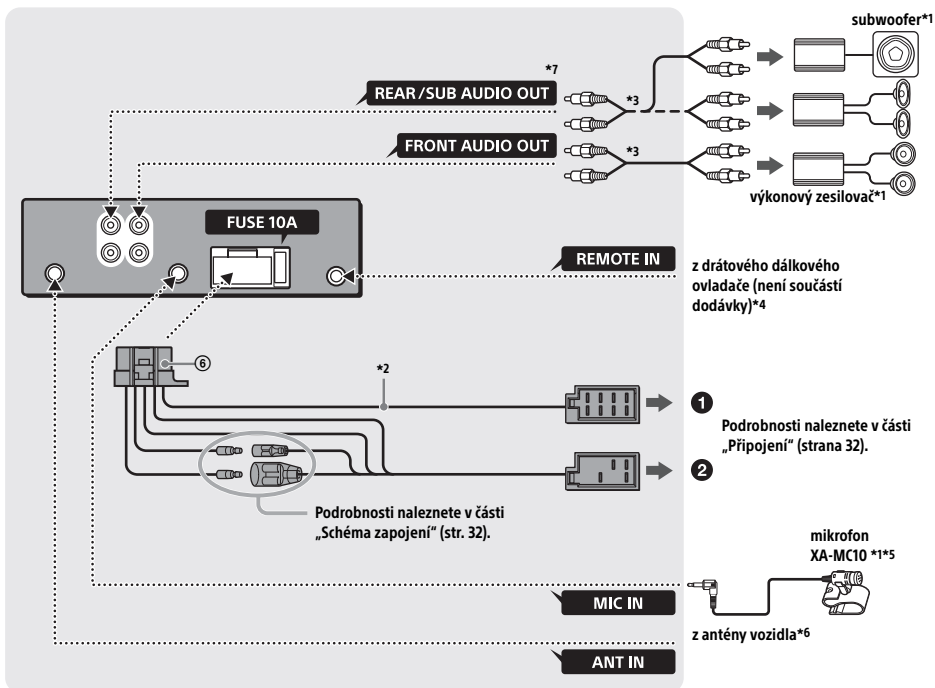 subwoofer*1
*7
REAR/SUB AUDIO OUT
*3
FRONT AUDIO OUT
*3
výkonový zesilovač*1
FUSE 10A
REMOTE IN
z drátového dálkového
ovladače (není součástí
dodávky)*4
⑥
*2
❶
Podrobnosti naleznete v části
„Připojení“ (strana 32).
❷
Podrobnosti naleznete v části
„Schéma zapojení“ (str. 32).
mikrofon
XA-MC10 *1*5
MIC IN
z antény vozidla*6
ANT IN